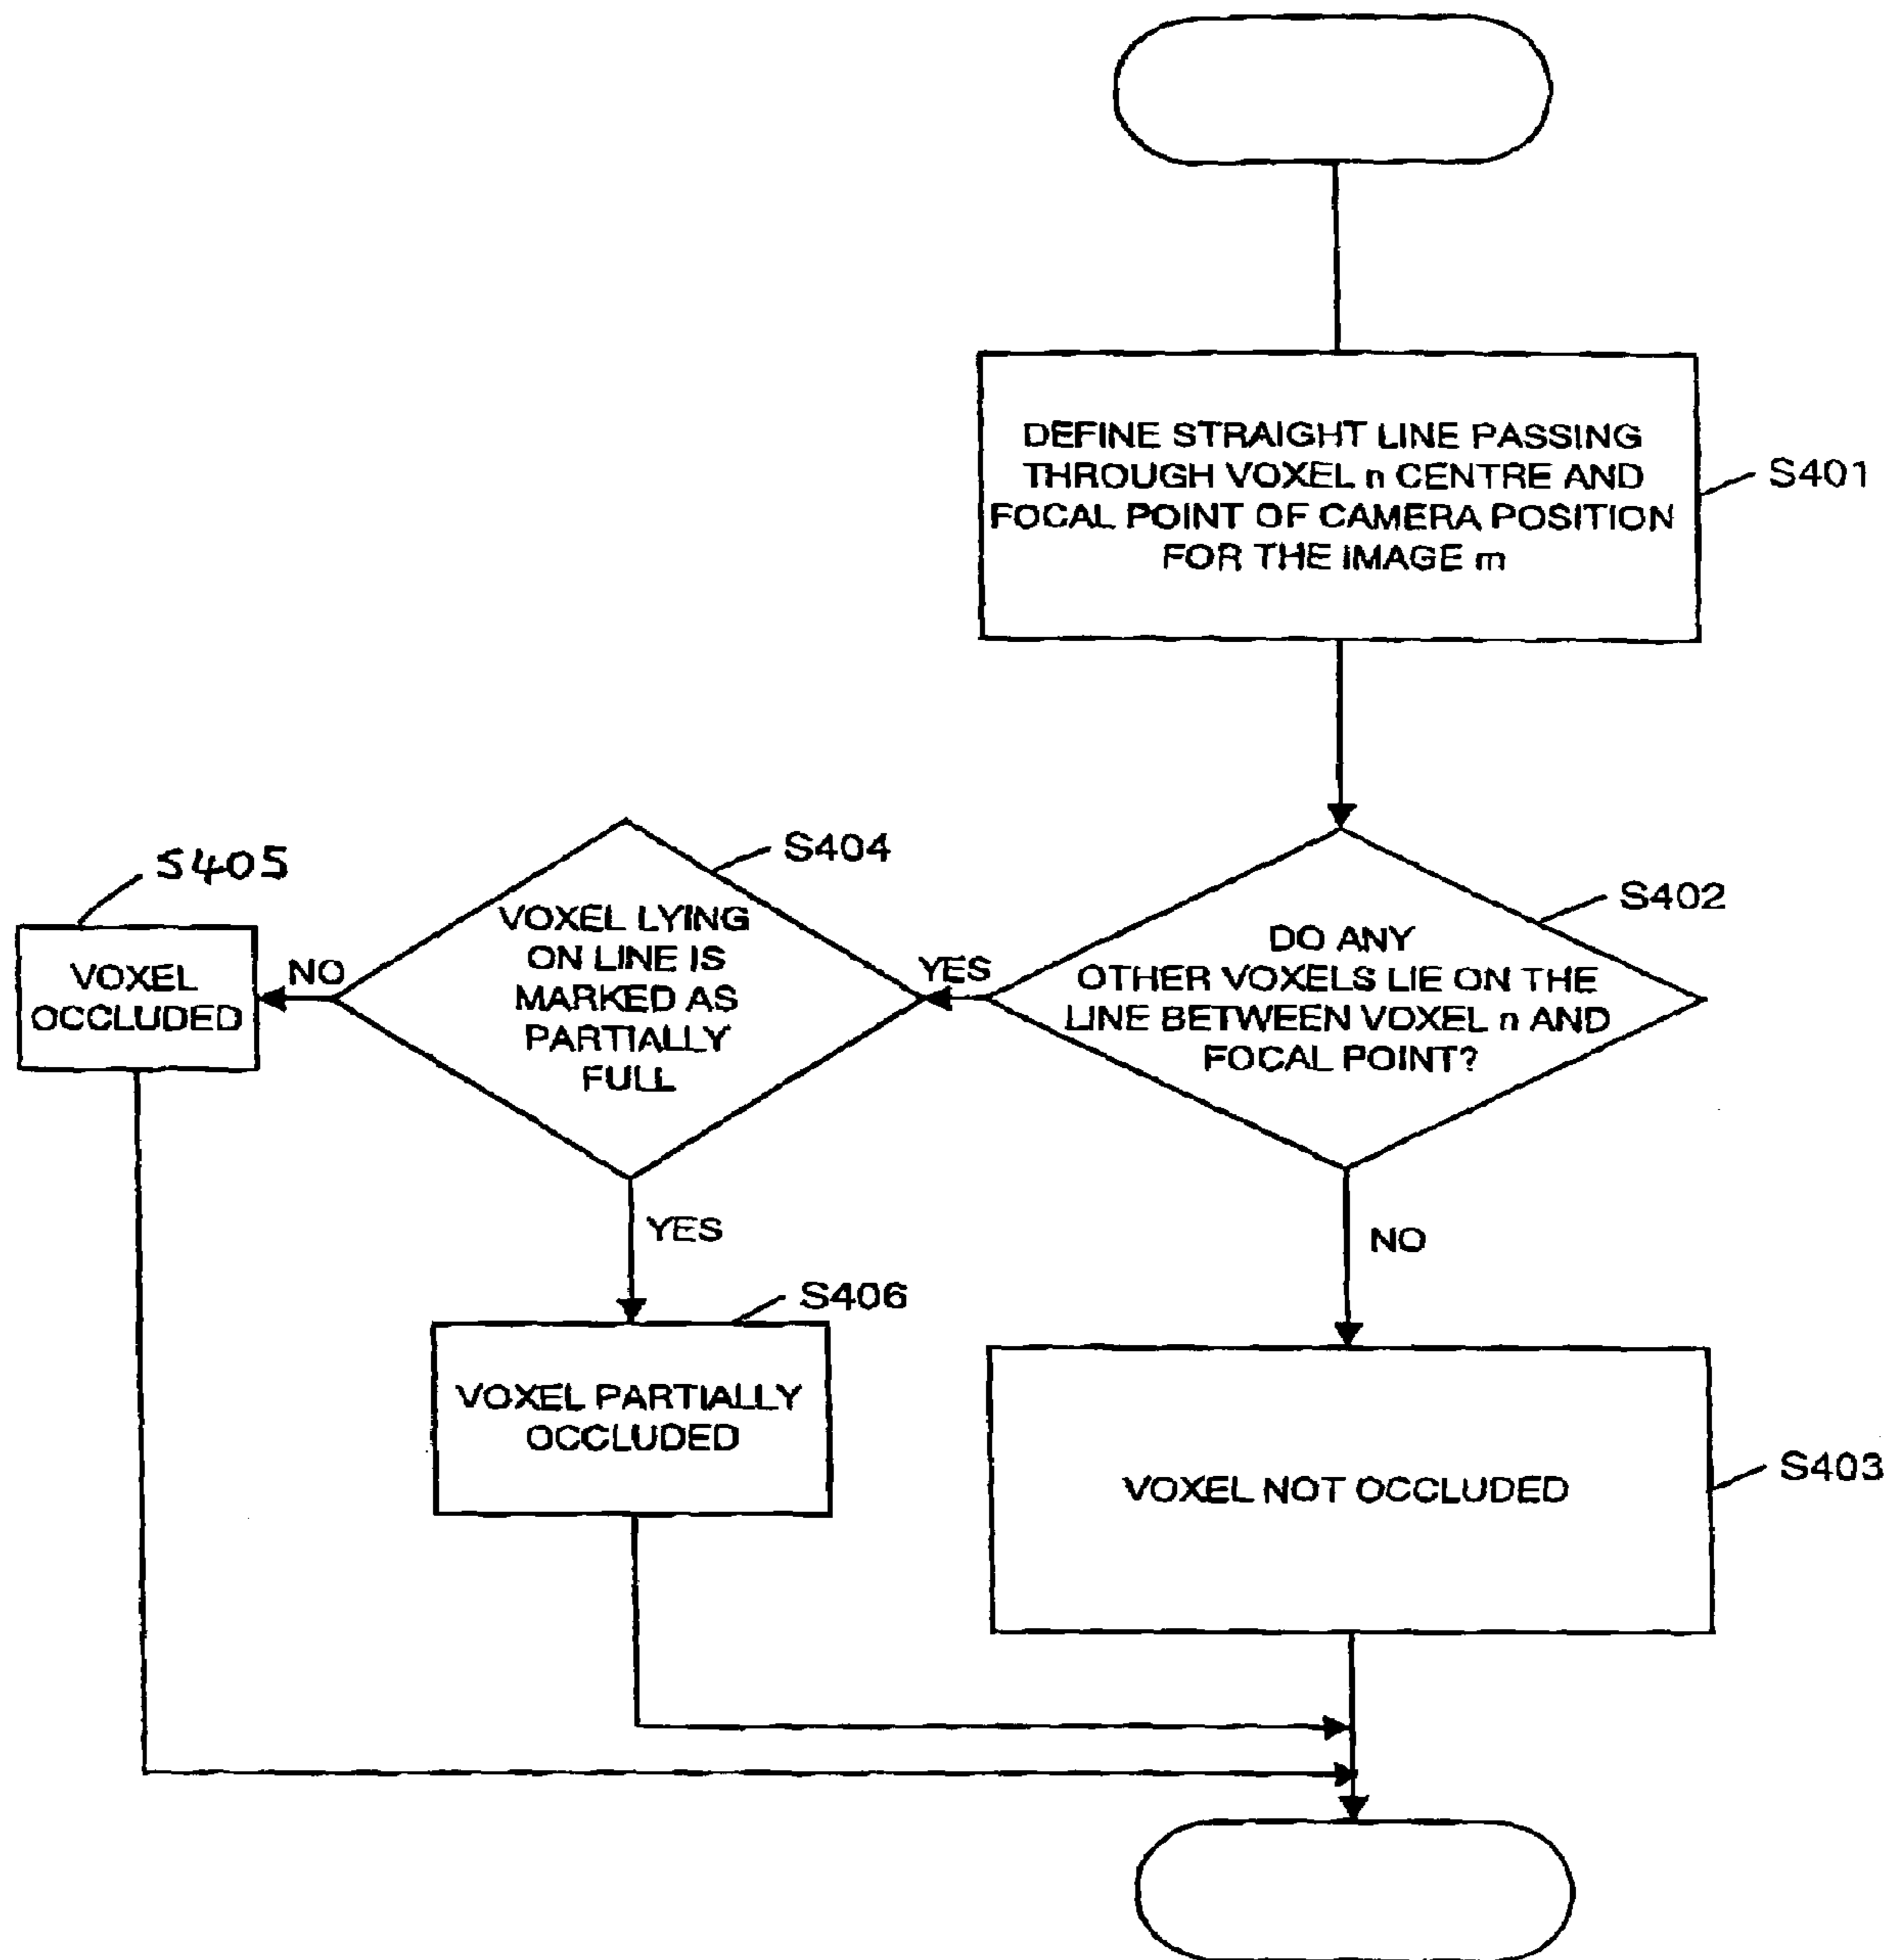 DEFINE STRAIGHT LINE PASSING
THROUGH VOXEL n CENTRE AND
FOCAL POINT OF CAMERA POSITION
FOR THE IMAGE m
S401
S402
DO ANY
OTHER VOXELS LIE ON THE
LINE BETWEEN VOXEL n AND
FOCAL POINT?
YES
NO
S404
VOXEL LYING
ON LINE IS
MARKED AS
PARTIALLY
FULL
NO
YES
S405
VOXEL
OCCLUDED
S406
VOXEL PARTIALLY
OCCLUDED
VOXEL NOT OCCLUDED
S403